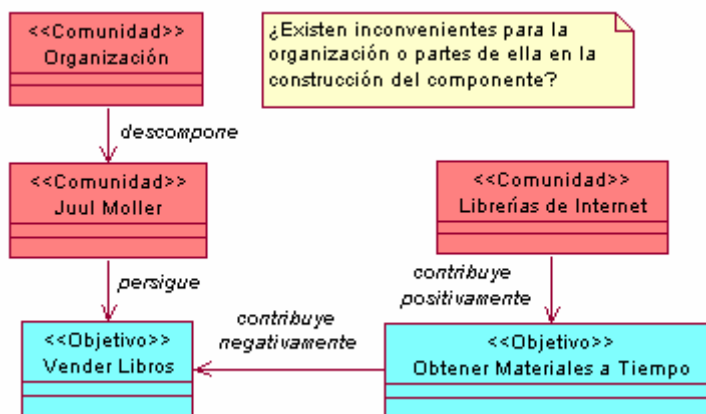 <<Comunidad>>
Organización
¿Existen inconvenientes para la
organización o partes de ella en la
construcción del componente?
descompone
<<Comunidad>>
Juul Moller
<<Comunidad>>
Librerías de Internet
persigue
contribuye
positivamente
contribuye
negativamente
<<Objetivo>>
Vender Libros
<<Objetivo>>
Obtener Materiales a Tiempo